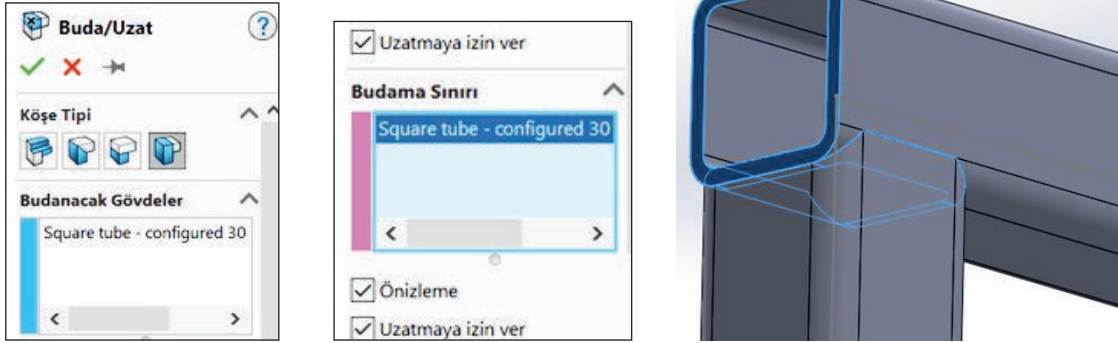 Buda/Uzat
?
Köşe Tipi
Budanacak Gövdeler
Square tube - configured 30
Uzatmaya izin ver
Budama Sınırı
Square tube - configured 30
Önizleme
Uzatmaya izin ver